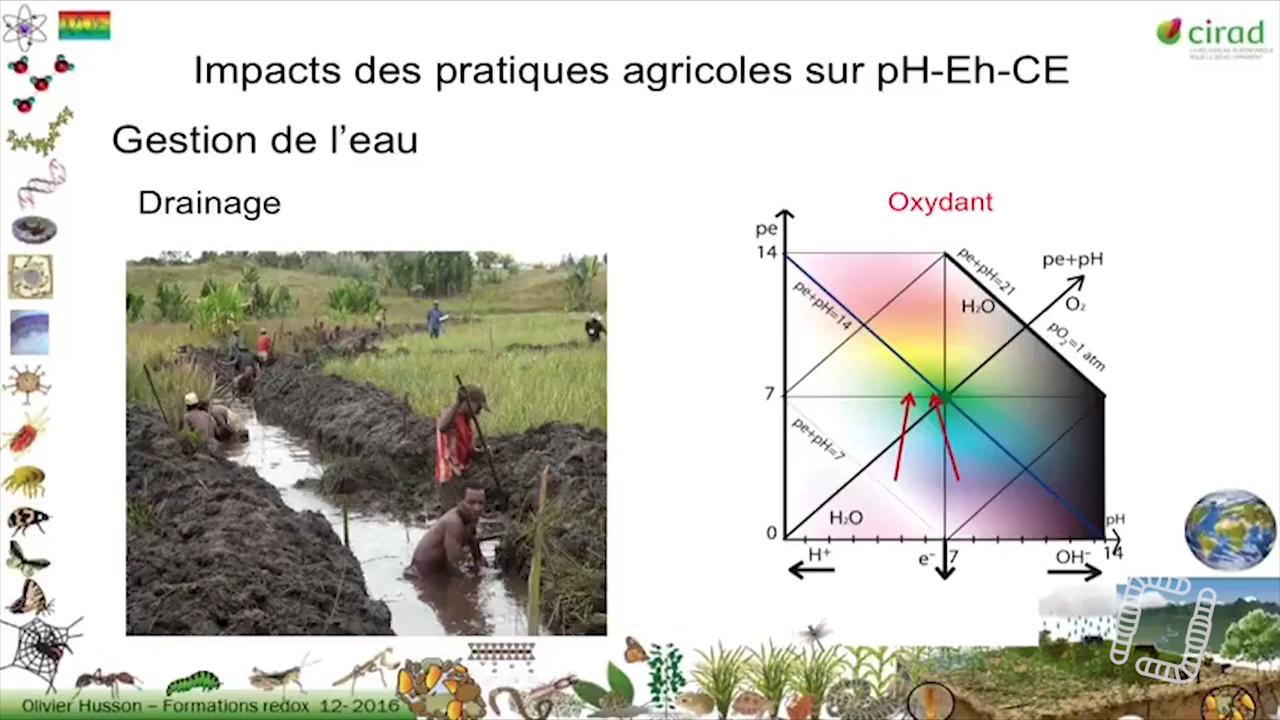 cirad
Impacts des pratiques agricoles sur pH-Eh-CE
Gestion de l'eau
Drainage
Oxydant
pe
14
pe+pH=14
pe+pH=21
pe+pH
H₂O
O₂
pO₂=1 atm
7
pe+pH=7
H₂O
0
pH
H⁺
e⁻
7
OH⁻
14
Olivier Husson – Formations redox 12- 2016